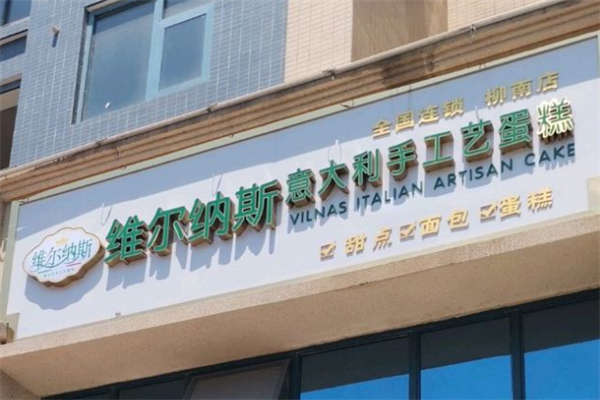 全国连锁 柳南店
维尔纳斯
维尔纳斯意大利手工艺蛋糕
VILNAS ITALIAN ARTISAN CAKE
☑甜点☑面包☑蛋糕